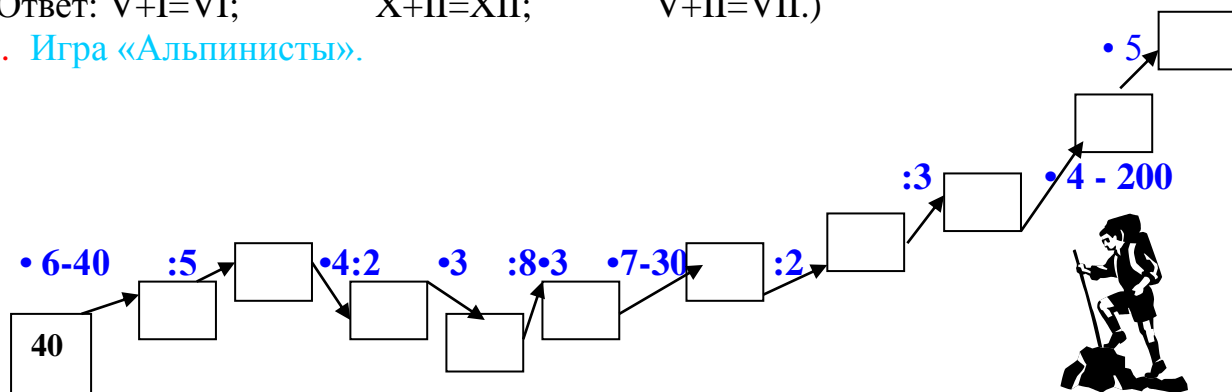 Ответ: V+I=VI; X+II=XII; V+II=VII.)
. Игра «Альпинисты».
• 5
:3 • 4 - 200
• 6-40 :5 •4:2 •3 :8•3 •7-30 :2
40